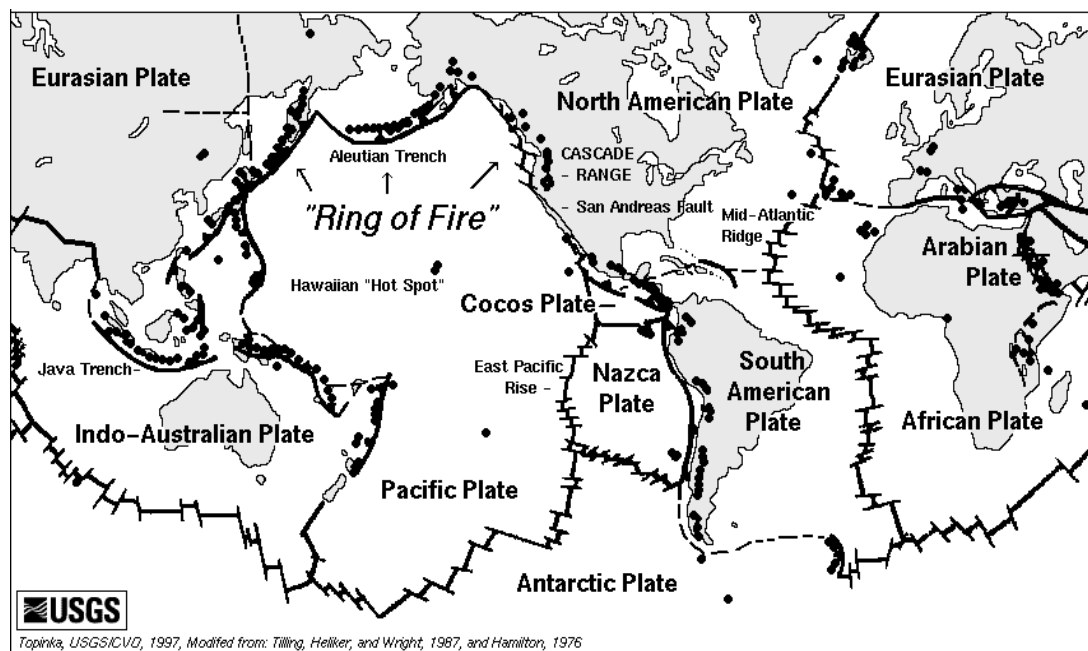 Eurasian Plate
Eurasian Plate
North American Plate
Aleutian Trench
CASCADE
- RANGE
"Ring of Fire"
- San Andreas Fault
Mid-Atlantic
Ridge
Arabian
Plate
Hawaiian "Hot Spot"
Cocos Plate
Java Trench
East Pacific
Rise
Nazca
Plate
South
American
Plate
African Plate
Indo-Australian Plate
Pacific Plate
Antarctic Plate
USGS
Topinka, USGS/CVO, 1997, Modified from: Tilling, Heliker, and Wright, 1987, and Hamilton, 1976